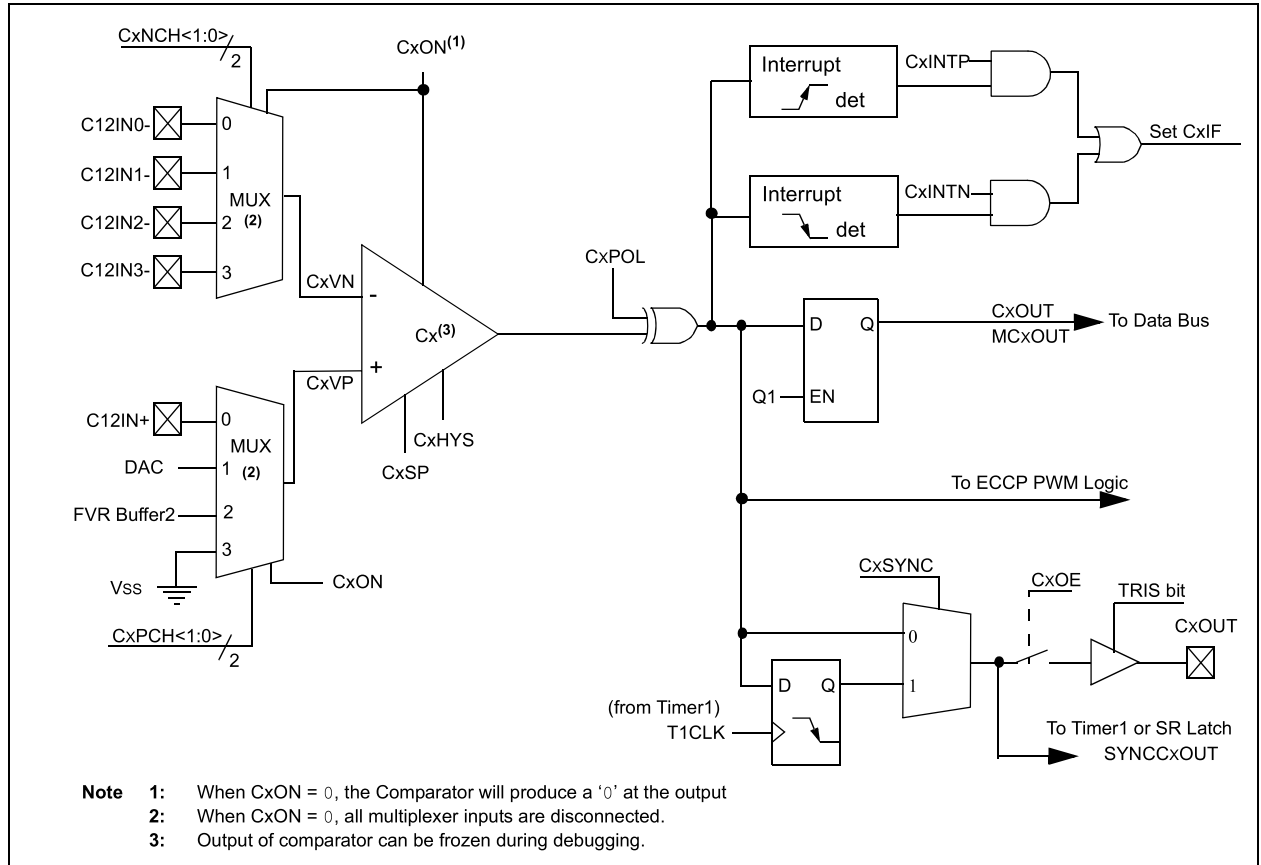 CxNCH<1:0>
2
CxON(1)
C12IN0-
C12IN1-
C12IN2-
C12IN3-
0
1
2
3
MUX
(2)
CxVN
-
Cx(3)
+
CxVP
CxHYS
CxSP
C12IN+
DAC
FVR Buffer2
VSS
0
1
2
3
MUX
(2)
CxON
CxPCH<1:0>
2
Interrupt
det
CxINTP
Interrupt
det
CxINTN
Set CxIF
CxPOL
D
Q
Q1
EN
CxOUT
MCxOUT
To Data Bus
To ECCP PWM Logic
CxSYNC
0
1
CxOE
TRIS bit
CxOUT
D
Q
(from Timer1)
T1CLK
To Timer1 or SR Latch
SYNCCxOUT
Note 1: When CxON = 0, the Comparator will produce a ‘0’ at the output
2: When CxON = 0, all multiplexer inputs are disconnected.
3: Output of comparator can be frozen during debugging.